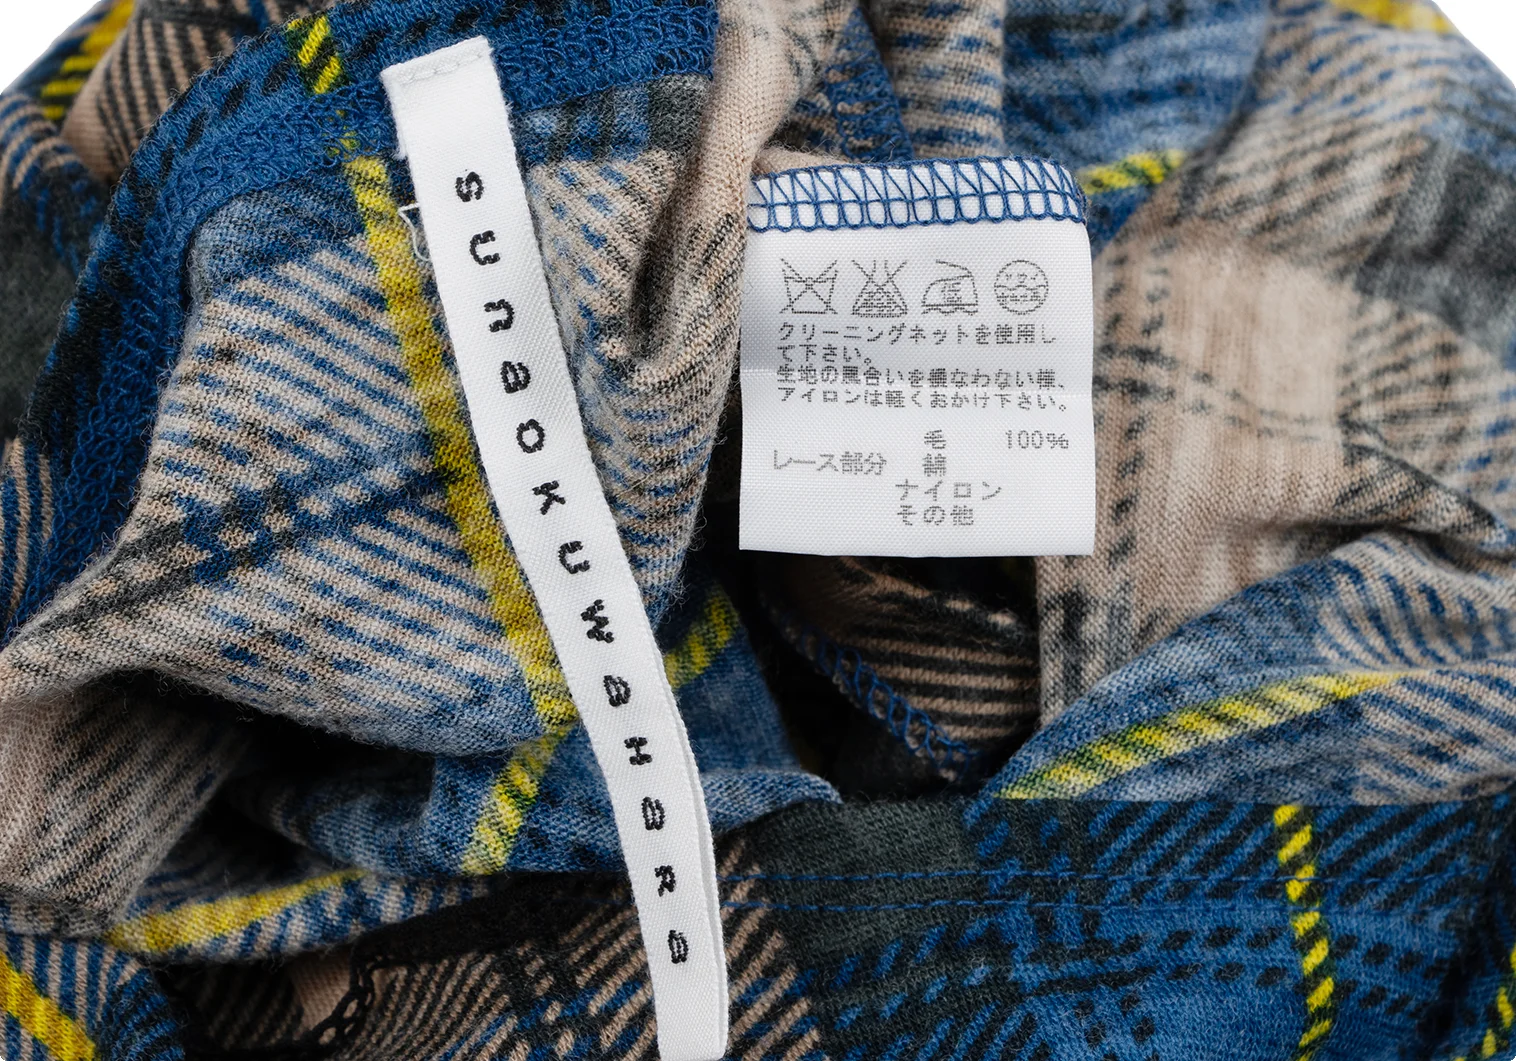 sunaokuwahara
クリーニングネットを使用し
て下さい。
生地の風合いを損なわない様、
アイロンは軽くおかけ下さい。
毛 100%
レース部分 綿
ナイロン
その他